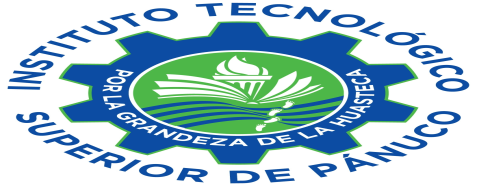 INSTITUTO TECNOLÓGICO
SUPERIOR DE PÁNUCO
POR LA GRANDEZA DE LA HUASTECA